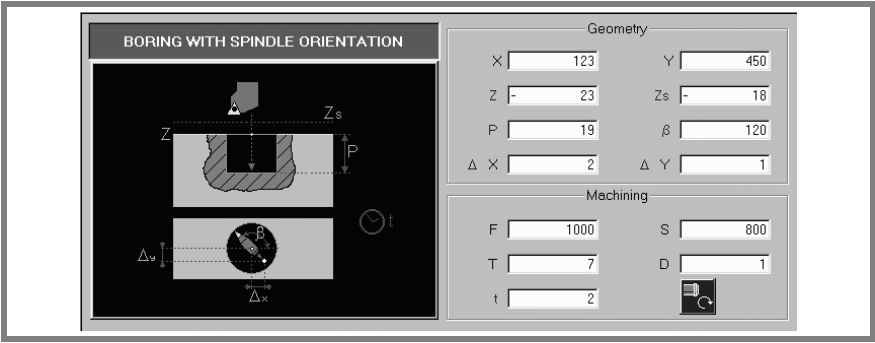 BORING WITH SPINDLE ORIENTATION
Zs
Z
P
t
β
Δy
Δx
Geometry
X 123 Y 450
Z - 23 Zs - 18
P 19 β 120
Δ X 2 Δ Y 1
Machining
F 1000 S 800
T 7 D 1
t 2